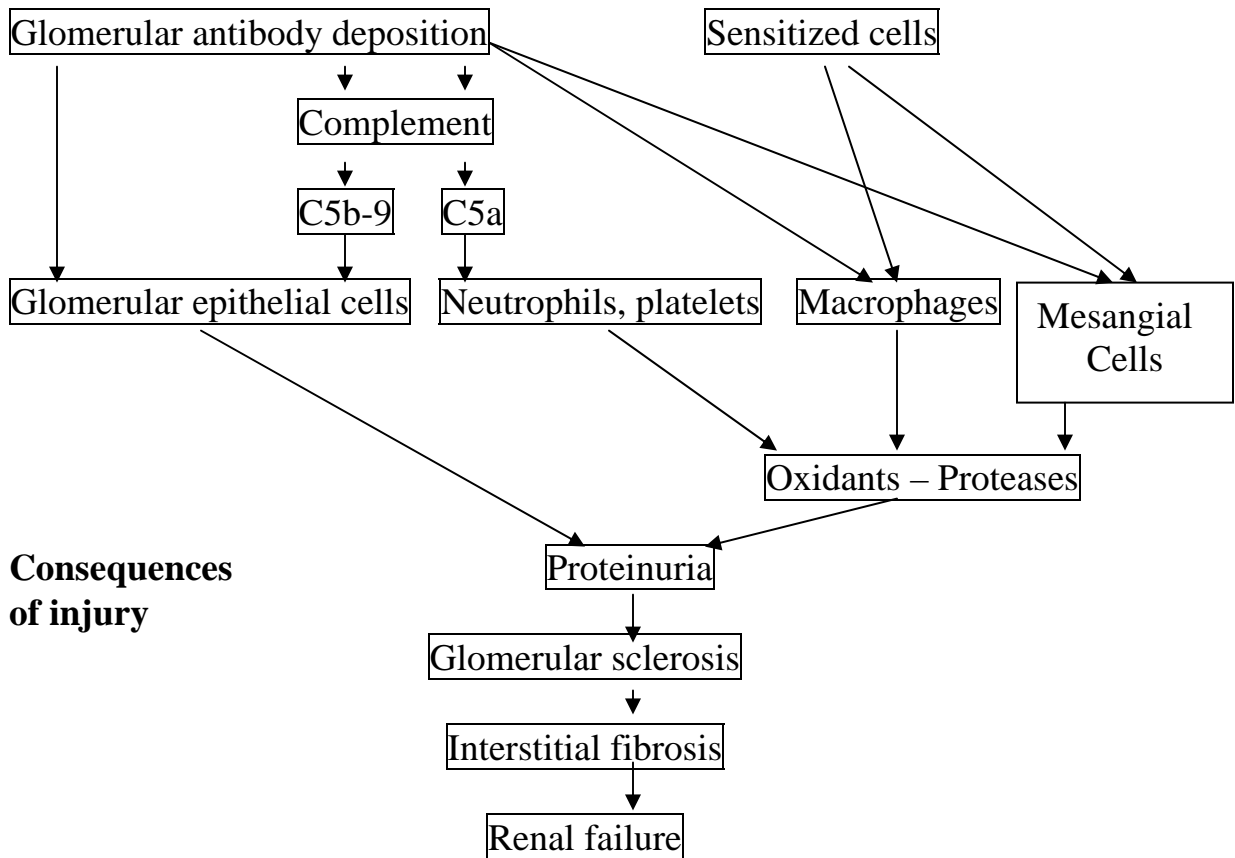 Glomerular antibody deposition
Sensitized cells
Complement
C5b-9
C5a
Glomerular epithelial cells
Neutrophils, platelets
Macrophages
Mesangial
Cells
Oxidants – Proteases
Consequences
of injury
Proteinuria
Glomerular sclerosis
Interstitial fibrosis
Renal failure